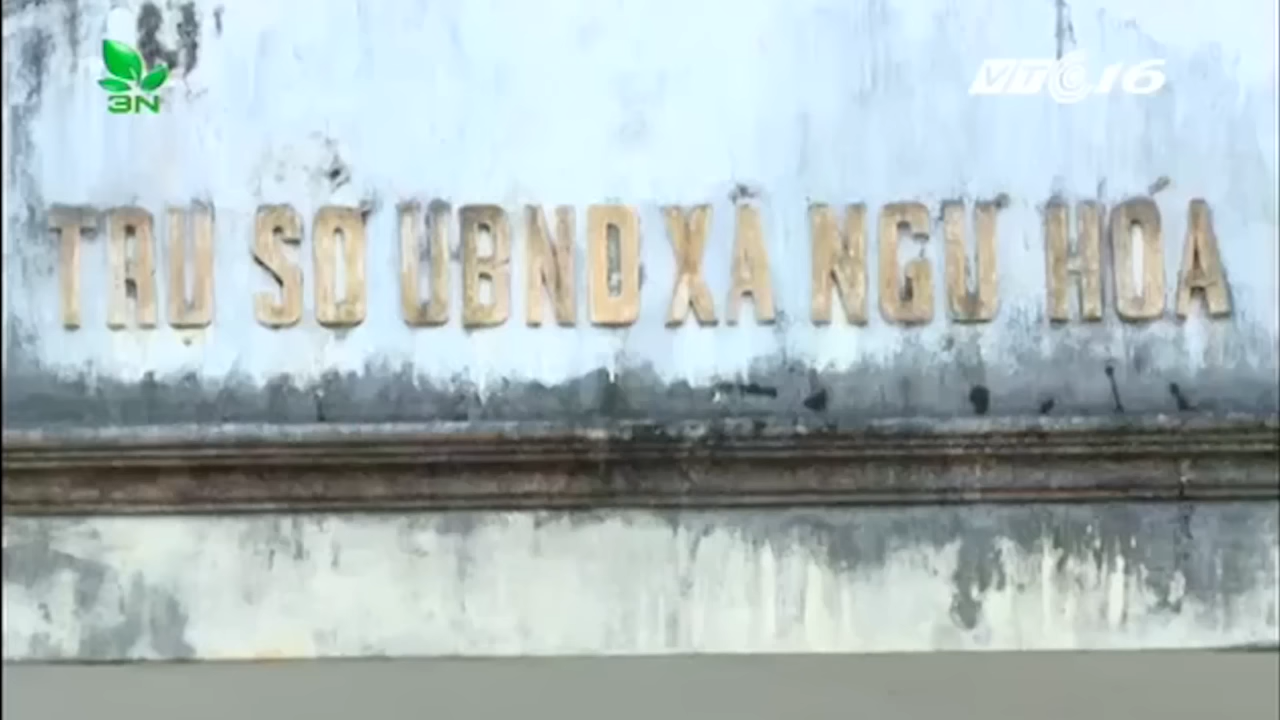 3N
VTC16
TRỤ SỞ UBND XÃ NGƯ HÓA